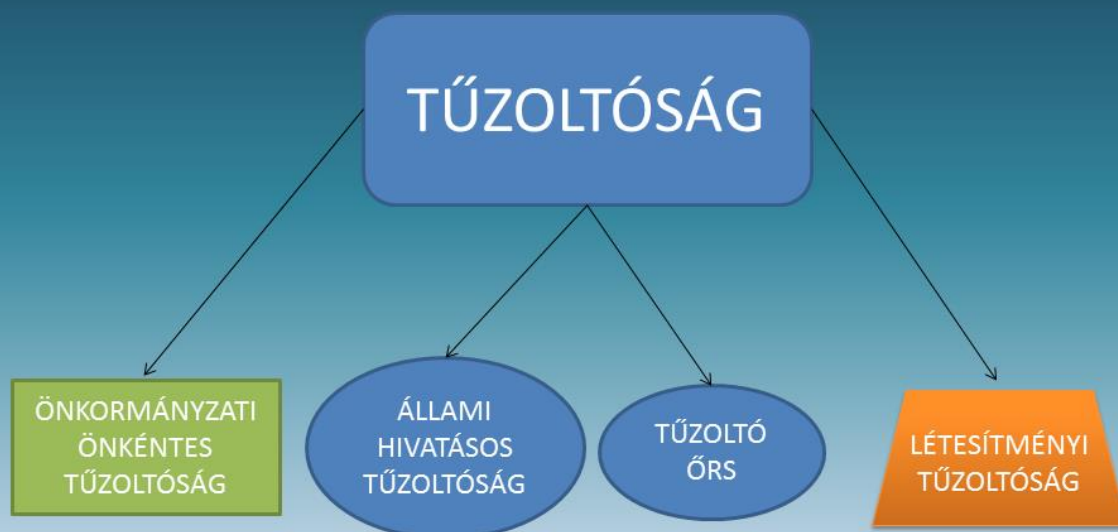 TŰZOLTÓSÁG
ÖNKORMÁNYZATI
ÖNKÉNTES
TŰZOLTÓSÁG
ÁLLAMI
HIVATÁSOS
TŰZOLTÓSÁG
TŰZOLTÓ
ŐRS
LÉTESÍTMÉNYI
TŰZOLTÓSÁG